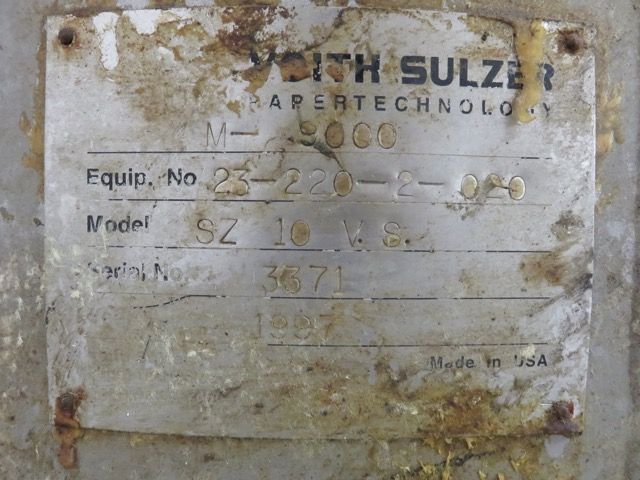 VOITH SULZER
PAPERTECHNOLOGY
M- 9000
Equip. No 23-220-2-020
Model SZ 10 V.S.
Serial No. 3371
1997
Made in USA